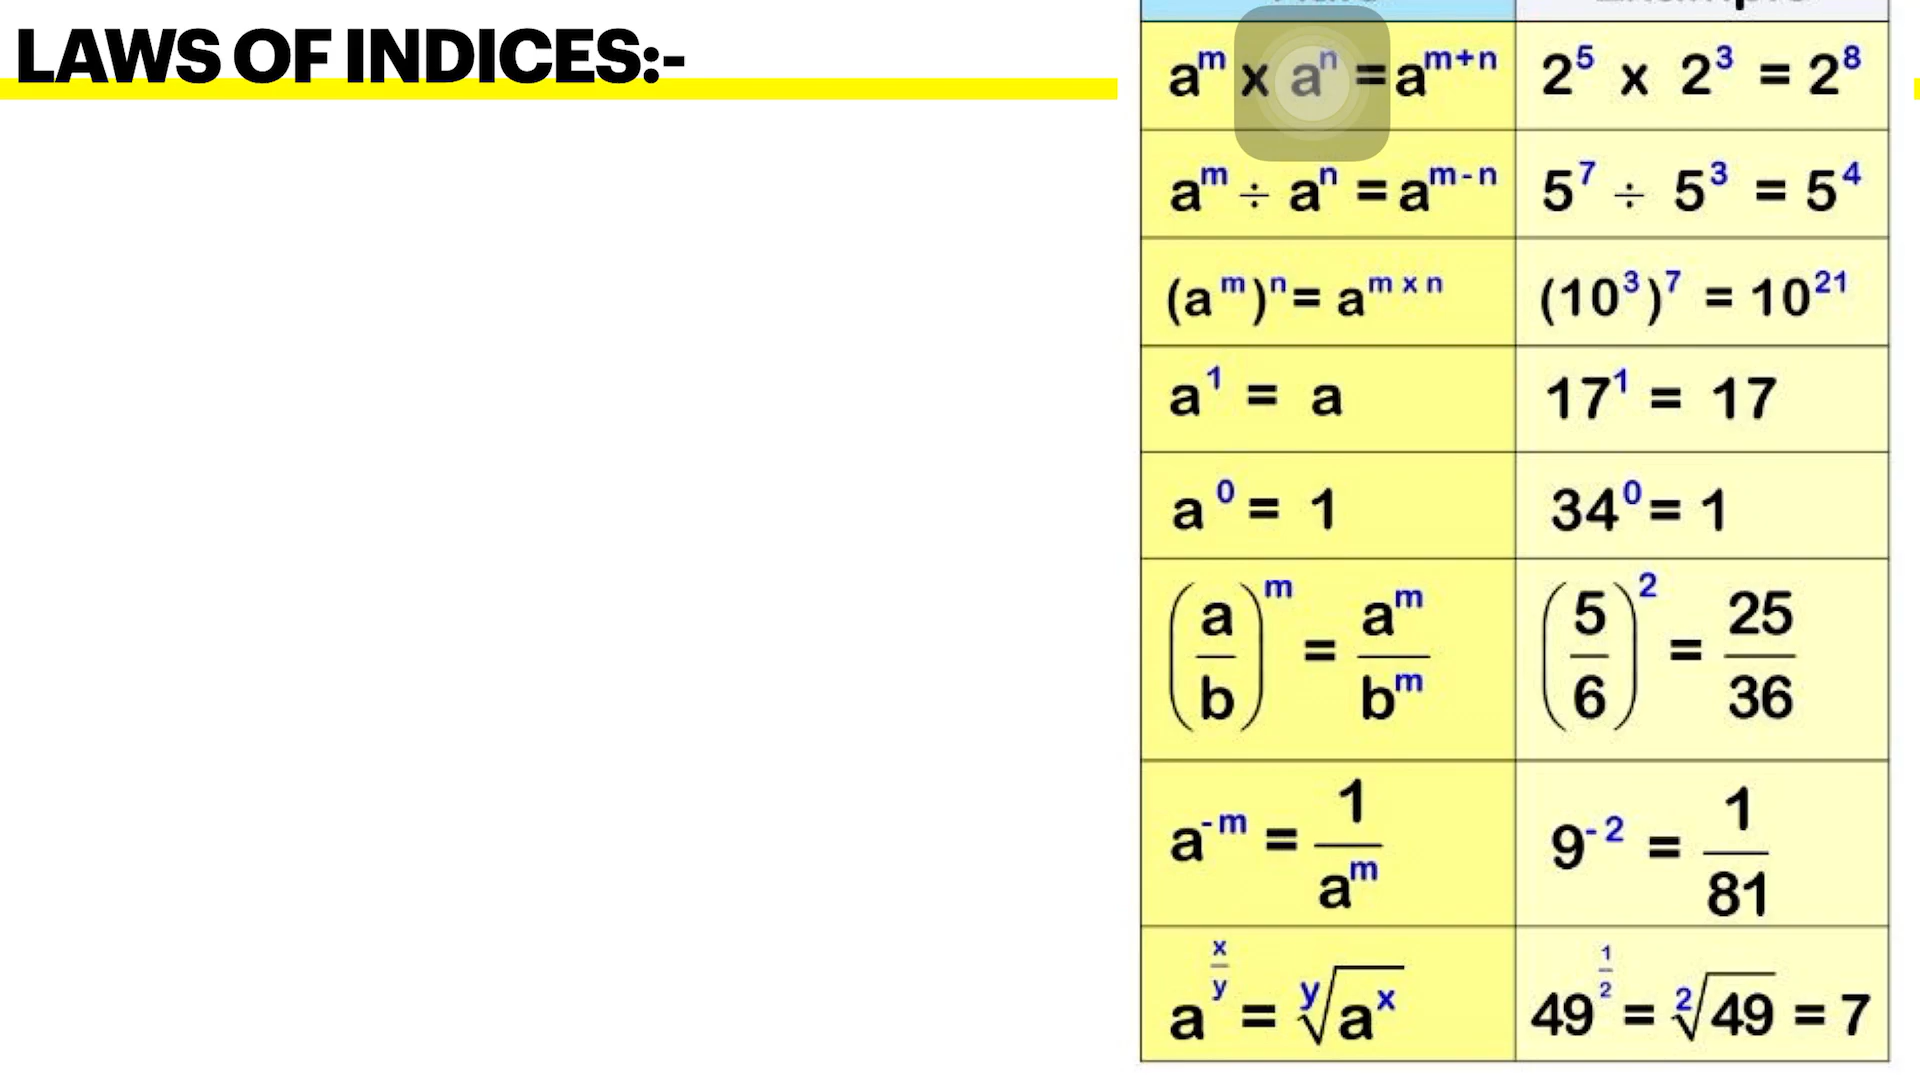 LAWS OF INDICES:-
aᵐ x aⁿ = aᵐ⁺ⁿ 2⁵ x 2³ = 2⁸
aᵐ ÷ aⁿ = aᵐ⁻ⁿ 5⁷ ÷ 5³ = 5⁴
(aᵐ)ⁿ = a^(m x n) (10³)⁷ = 10²¹
a¹ = a 17¹ = 17
a⁰ = 1 34⁰ = 1
(a/b)ᵐ = aᵐ/bᵐ (5/6)² = 25/36
a⁻ᵐ = 1/aᵐ 9⁻² = 1/81
a^(x/y) = ʸ√aˣ 49^(1/2) = ²√49 = 7